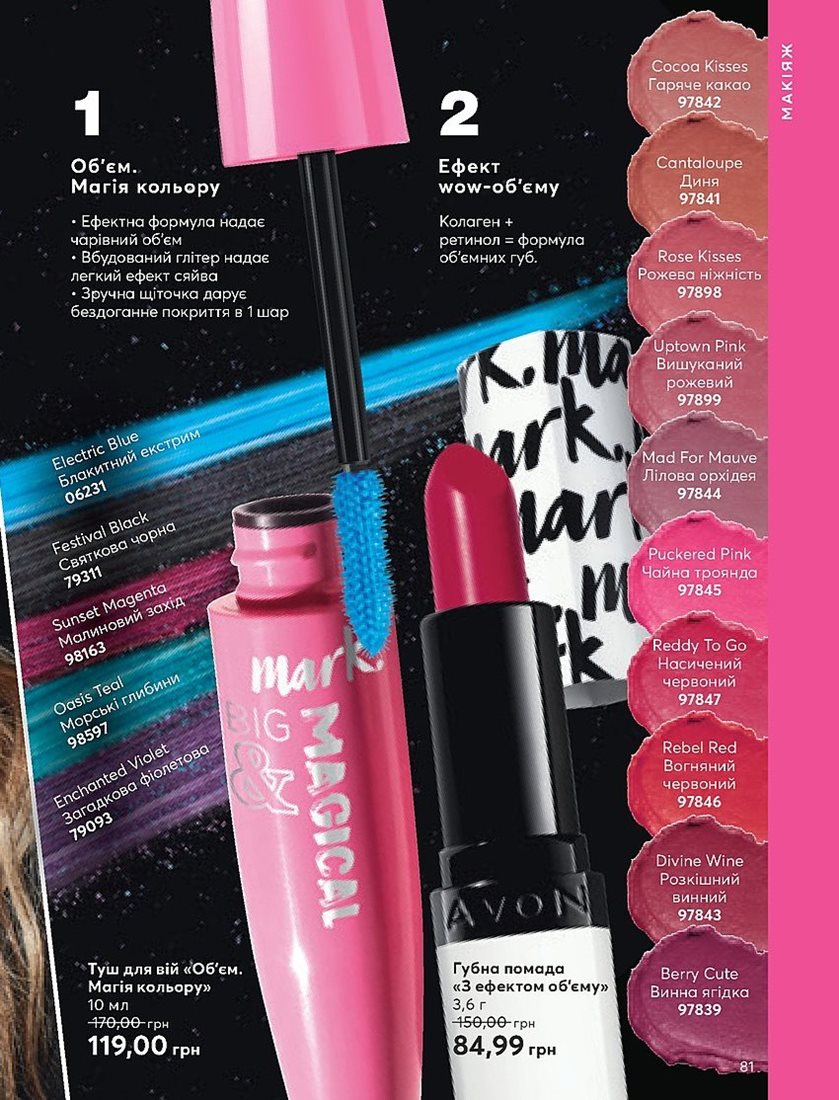 МАКІЯЖ
1
Об'єм.
Магія кольору
• Ефектна формула надає
чарівний об'єм
• Вбудований глітер надає
легкий ефект сяйва
• Зручна щіточка дарує
бездоганне покриття в 1 шар
2
Ефект
wow-об'єму
Колаген +
ретинол = формула
об'ємних губ.
Electric Blue
Блакитний екстрим
06231
Festival Black
Святкова чорна
79311
Sunset Magenta
Малиновий захід
98163
Oasis Teal
Морські глибини
98597
Enchanted Violet
Загадкова фіолетова
79093
mark.
BIG
MAGICAL
k. ma
mark.
mark
ark
. m
ark
AVON
Cocoa Kisses
Гаряче какао
97842
Cantaloupe
Диня
97841
Rose Kisses
Рожева ніжність
97898
Uptown Pink
Вишуканий
рожевий
97899
Mad For Mauve
Лілова орхідея
97844
Puckered Pink
Чайна троянда
97845
Reddy To Go
Насичений
червоний
97847
Rebel Red
Вогняний
червоний
97846
Divine Wine
Розкішний
винний
97843
Berry Cute
Винна ягідка
97839
Туш для вій «Об'єм.
Магія кольору»
10 мл
170,00 грн
119,00 грн
Губна помада
«З ефектом об'єму»
3,6 г
150,00 грн
84,99 грн
81